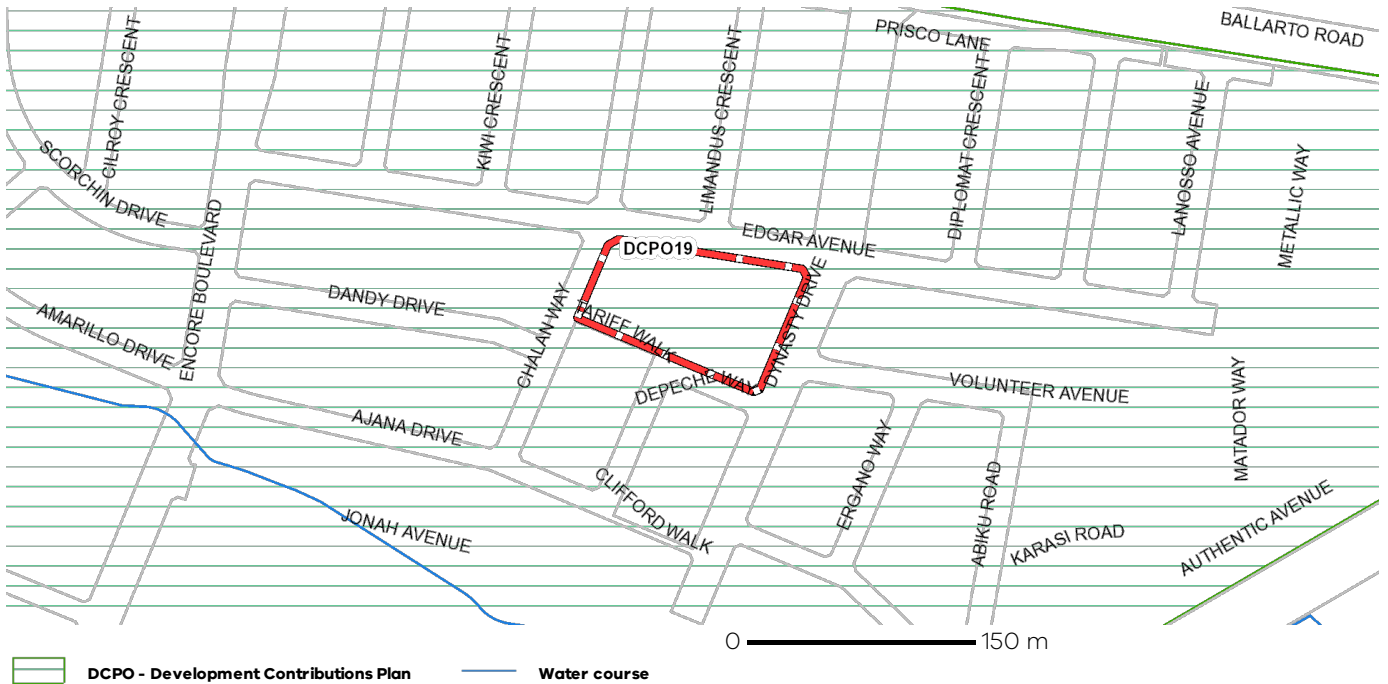 BALLARTO ROAD
PRISCO LANE
CILROY CRESCENT
KIWI CRESCENT
LIMANDUS CRESCENT
DIPLOMAT CRESCENT
LANOSSO AVENUE
METALLIC WAY
SCORCHIN DRIVE
ENCORE BOULEVARD
EDGAR AVENUE
DCPO19
DYNASTY DRIVE
DANDY DRIVE
CHALAN WAY
TARIFF WALK
AMARILLO DRIVE
DEPECHE WAY
VOLUNTEER AVENUE
MATADOR WAY
AJANA DRIVE
ERGANO WAY
ABIKU ROAD
CLIFFORD WALK
JONAH AVENUE
KARASI ROAD
AUTHENTIC AVENUE
0 150 m
DCPO - Development Contributions Plan
Water course